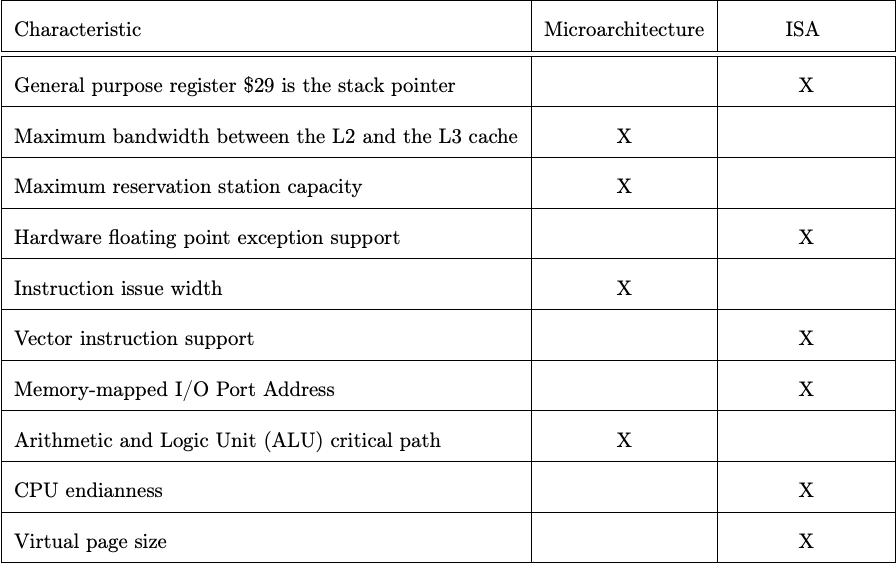 Characteristic Microarchitecture ISA
General purpose register $29 is the stack pointer X
Maximum bandwidth between the L2 and the L3 cache X
Maximum reservation station capacity X
Hardware floating point exception support X
Instruction issue width X
Vector instruction support X
Memory-mapped I/O Port Address X
Arithmetic and Logic Unit (ALU) critical path X
CPU endianness X
Virtual page size X